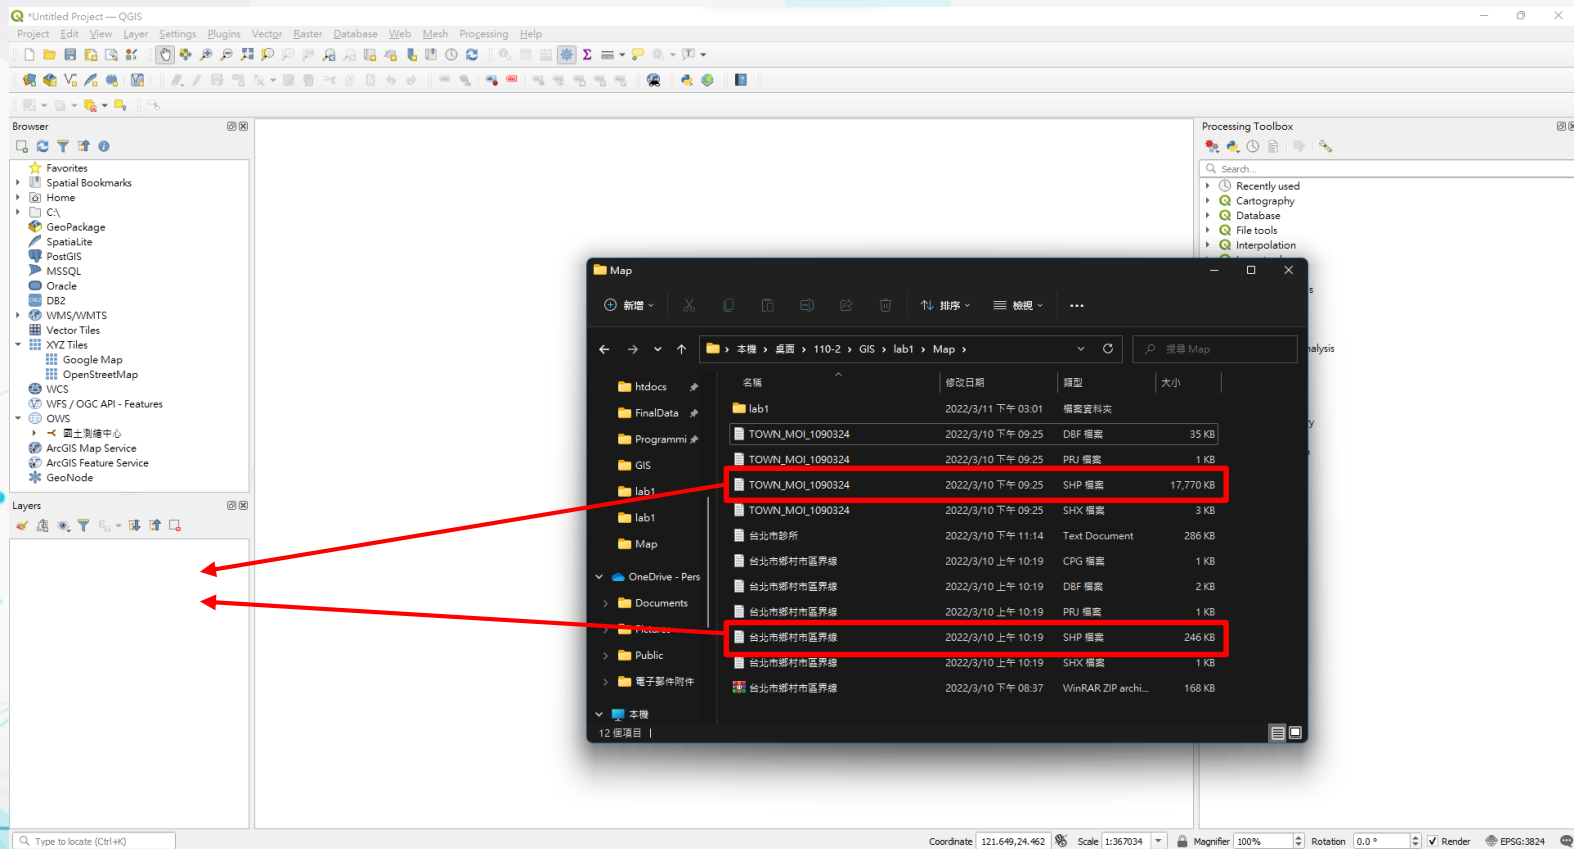 *Untitled Project — QGIS
Project Edit View Layer Settings Plugins Vector Raster Database Web Mesh Processing Help
Browser
Favorites
Spatial Bookmarks
Home
C:\
GeoPackage
SpatiaLite
PostGIS
MSSQL
Oracle
DB2
WMS/WMTS
Vector Tiles
XYZ Tiles
Google Map
OpenStreetMap
WCS
WFS / OGC API - Features
OWS
國土測繪中心
ArcGIS Map Service
ArcGIS Feature Service
GeoNode
Layers
Processing Toolbox
Search...
Recently used
Cartography
Database
File tools
Interpolation
Map
新增 排序 檢視
本機 › 桌面 › 110-2 › GIS › lab1 › Map › 搜尋 Map
htdocs
FinalData
Programmi
GIS
lab1
lab1
Map
OneDrive - Pers
Documents
Pictures
Public
電子郵件附件
本機
名稱 修改日期 類型 大小
lab1 2022/3/11 下午 03:01 檔案資料夾
TOWN_MOI_1090324 2022/3/10 下午 09:25 DBF 檔案 35 KB
TOWN_MOI_1090324 2022/3/10 下午 09:25 PRJ 檔案 1 KB
TOWN_MOI_1090324 2022/3/10 下午 09:25 SHP 檔案 17,770 KB
TOWN_MOI_1090324 2022/3/10 下午 09:25 SHX 檔案 3 KB
台北市診所 2022/3/10 下午 11:14 Text Document 286 KB
台北市鄉村市區界線 2022/3/10 上午 10:19 CPG 檔案 1 KB
台北市鄉村市區界線 2022/3/10 上午 10:19 DBF 檔案 2 KB
台北市鄉村市區界線 2022/3/10 上午 10:19 PRJ 檔案 1 KB
台北市鄉村市區界線 2022/3/10 上午 10:19 SHP 檔案 246 KB
台北市鄉村市區界線 2022/3/10 上午 10:19 SHX 檔案 1 KB
台北市鄉村市區界線 2022/3/10 下午 08:37 WinRAR ZIP archi... 168 KB
12 個項目
Type to locate (Ctrl+K) Coordinate 121.649,24.462 Scale 1:367034 Magnifier 100% Rotation 0.0 ° Render EPSG:3824